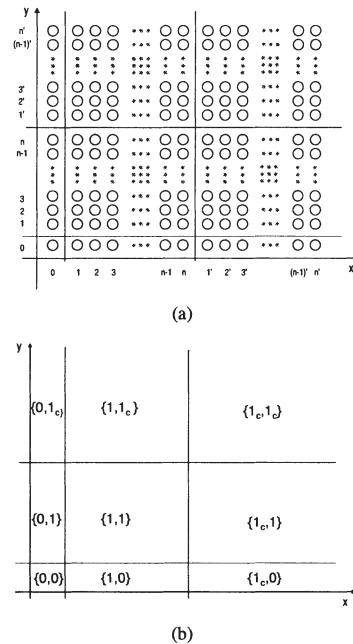 y
n'
(n-1)'
3'
2'
1'
n
n-1
3
2
1
0
x
0 1 2 3 n-1 n 1' 2' 3' (n-1)' n'
(a)
y
{0,1c} {1,1c} {1c,1c}
{0,1} {1,1} {1c,1}
{0,0} {1,0} {1c,0}
x
(b)